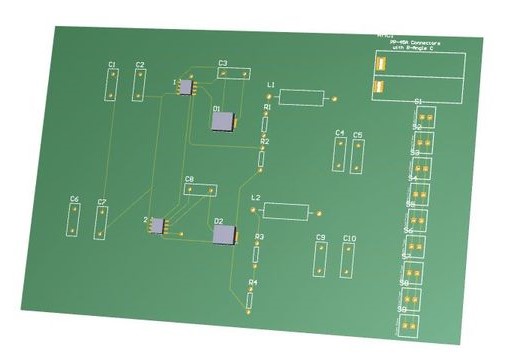 PP-45A Connectors
with R-Angle C
C1
C2
C3
1
D1
L1
R1
R2
C4
C5
S1
S2
S3
S4
S5
S6
S7
S8
S9
C8
C6
C7
2
D2
L2
R3
R4
C9
C10